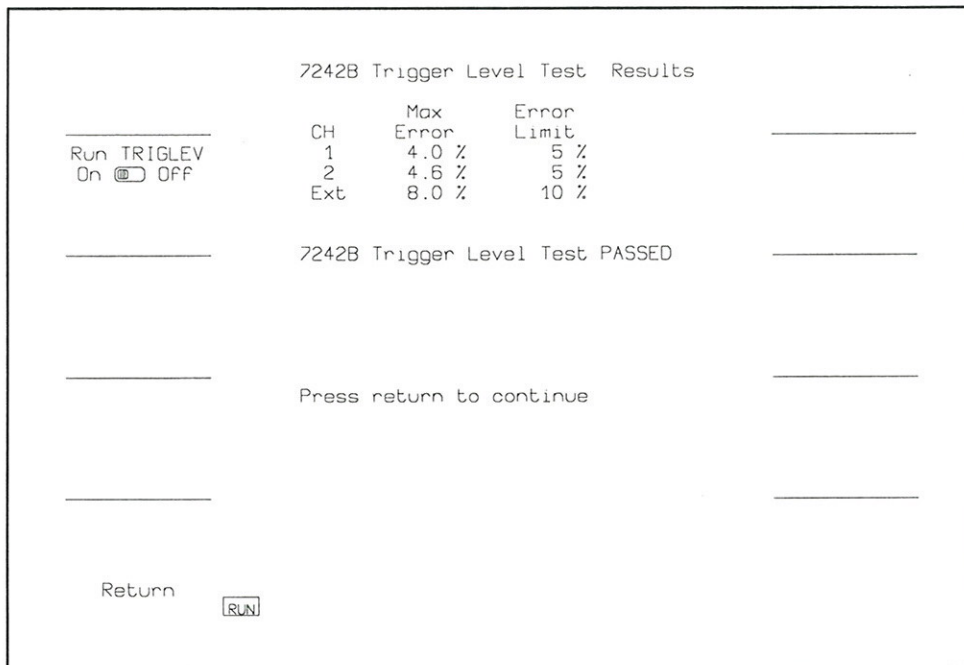 7242B Trigger Level Test Results
Max Error
CH Error Limit
1 4.0 % 5 %
2 4.6 % 5 %
Ext 8.0 % 10 %
Run TRIGLEV
On Off
7242B Trigger Level Test PASSED
Press return to continue
Return
RUN